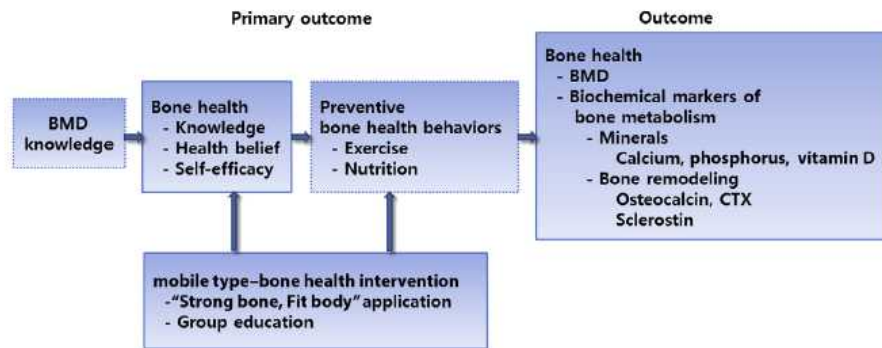 Primary outcome
Outcome
BMD
knowledge
Bone health
- Knowledge
- Health belief
- Self-efficacy
Preventive
bone health behaviors
- Exercise
- Nutrition
Bone health
- BMD
- Biochemical markers of
bone metabolism
- Minerals
Calcium, phosphorus, vitamin D
- Bone remodeling
Osteocalcin, CTX
Sclerostin
mobile type–bone health intervention
-“Strong bone, Fit body” application
- Group education